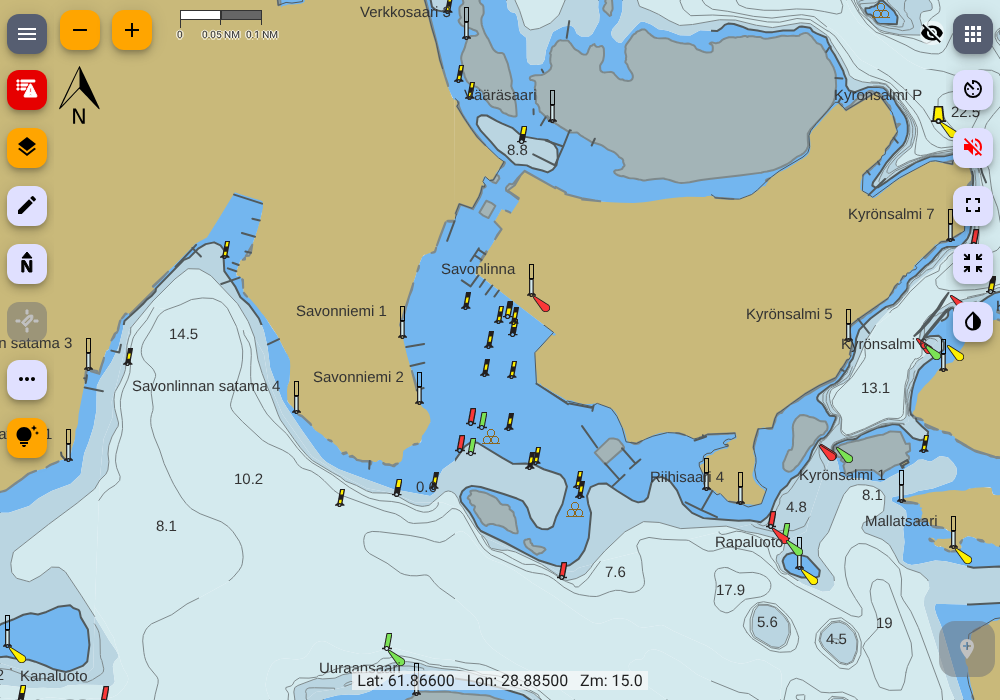 Verkkosaari 3
0 0.05 NM 0.1 NM
Vääräsaari
Kyrönsalmi P
22.5
N
8.8
Kyrönsalmi 7
Savonlinna
Savonniemi 1
Kyrönsalmi 5
14.5
n satama 3
Kyrönsalmi
Savonniemi 2
Savonlinnan satama 4
13.1
1
Riihisaari 4
Kyrönsalmi 1
10.2
8.1
4.8
8.1
Mallatsaari
Rapaluoto
7.6
17.9
5.6
19
4.5
Uuraansaari
Kanaluoto
Lat: 61.86600 Lon: 28.88500 Zm: 15.0